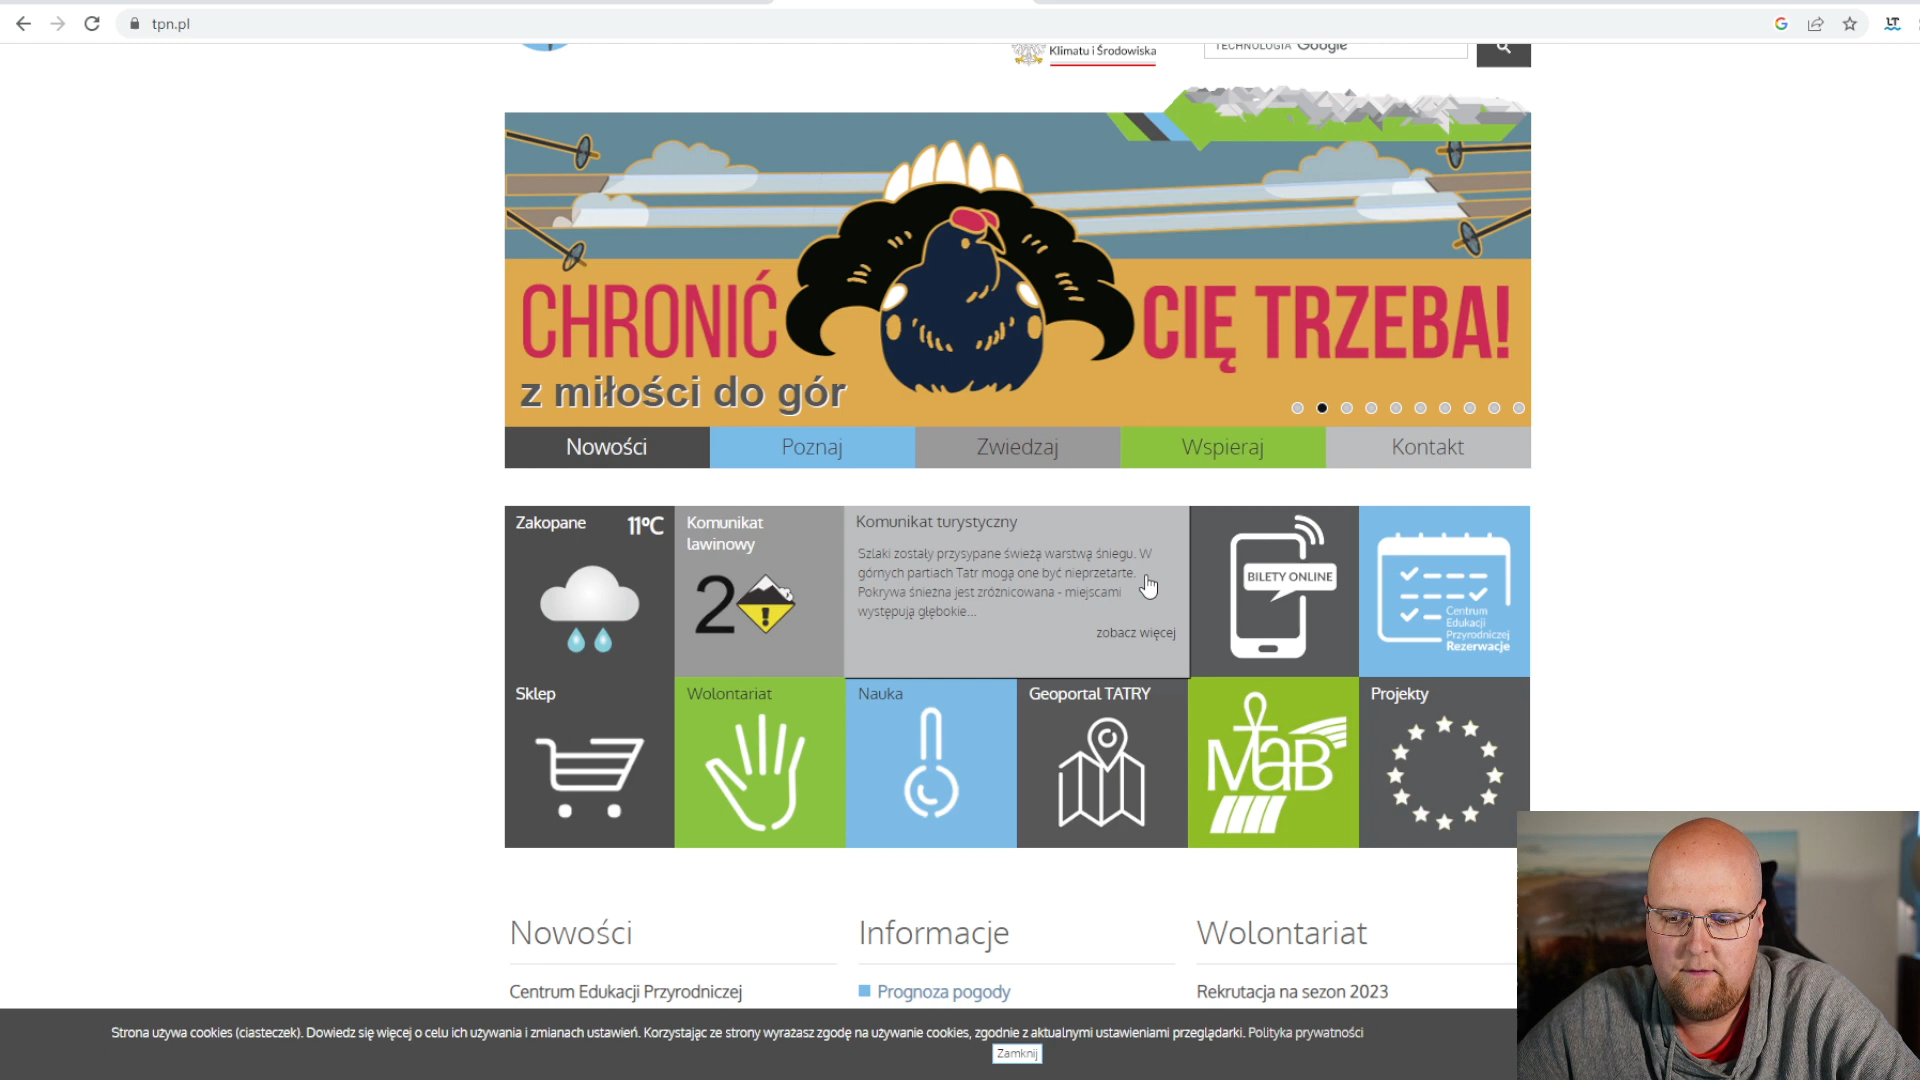 tpn.pl
Klimatu i Środowiska
TECHNOLOGIA Google
CHRONIĆ CIĘ TRZEBA!
z miłości do gór
Nowości
Poznaj
Zwiedzaj
Wspieraj
Kontakt
Zakopane 11°C
Komunikat
lawinowy
2
Komunikat turystyczny
Szlaki zostały przysypane świeżą warstwą śniegu. W
górnych partiach Tatr mogą one być nieprzetarte.
Pokrywa śnieżna jest zróżnicowana - miejscami
występują głębokie...
zobacz więcej
BILETY ONLINE
Centrum
Edukacji
Przyrodniczej
Rezerwacje
Sklep
Wolontariat
Nauka
Geoportal TATRY
MaB
Projekty
Nowości
Informacje
Wolontariat
Centrum Edukacji Przyrodniczej
Prognoza pogody
Rekrutacja na sezon 2023
Strona używa cookies (ciasteczek). Dowiedz się więcej o celu ich używania i zmianach ustawień. Korzystając ze strony wyrażasz zgodę na używanie cookies, zgodnie z aktualnymi ustawieniami przeglądarki. Polityka prywatności
Zamknij